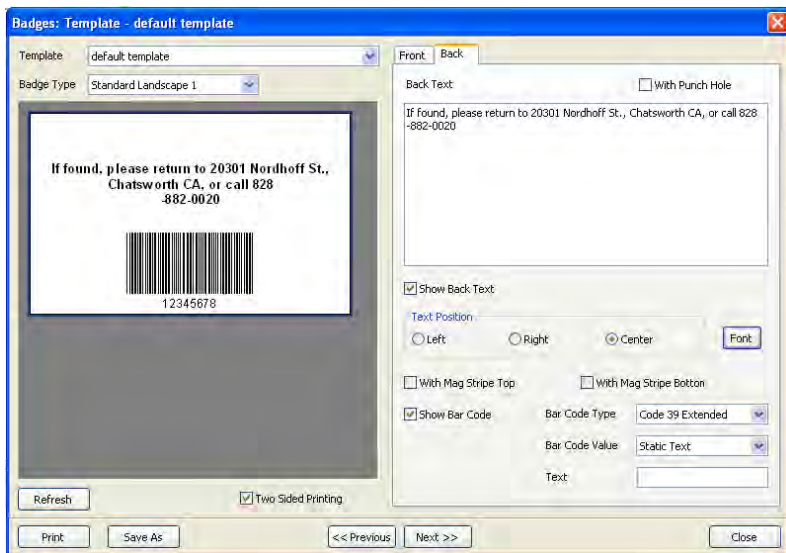 Badges: Template - default template
Template
default template
Badge Type
Standard Landscape 1
If found, please return to 20301 Nordhoff St.,
Chatsworth CA, or call 828
-882-0020
12345678
Refresh
Two Sided Printing
Front
Back
Back Text
With Punch Hole
If found, please return to 20301 Nordhoff St., Chatsworth CA, or call 828
-882-0020
Show Back Text
Text Position
Left
Right
Center
Font
With Mag Stripe Top
With Mag Stripe Botton
Show Bar Code
Bar Code Type
Code 39 Extended
Bar Code Value
Static Text
Text
Print
Save As
<< Previous
Next >>
Close